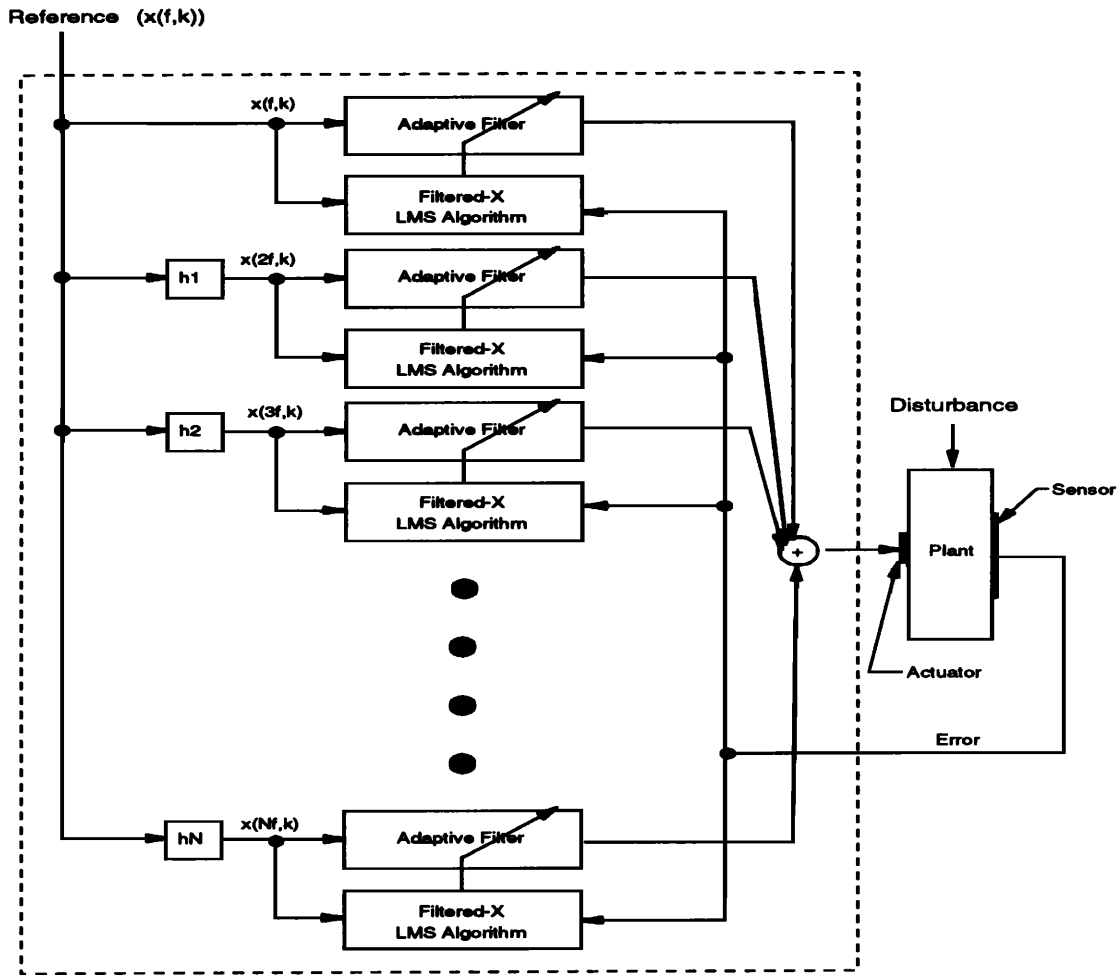 Reference (x(f,k))
x(f,k)
Adaptive Filter
Filtered-X
LMS Algorithm
h1
x(2f,k)
Adaptive Filter
Filtered-X
LMS Algorithm
h2
x(3f,k)
Adaptive Filter
Filtered-X
LMS Algorithm
Disturbance
Sensor
+
Plant
Actuator
Error
hN
x(Nf,k)
Adaptive Filter
Filtered-X
LMS Algorithm